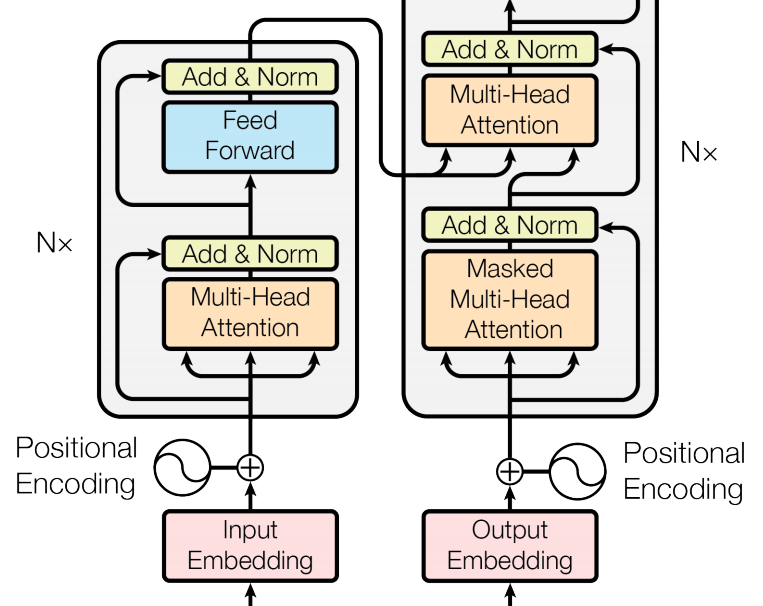 Add & Norm
Feed
Forward
Nx
Add & Norm
Multi-Head
Attention
Positional
Encoding
Input
Embedding
Add & Norm
Multi-Head
Attention
Nx
Add & Norm
Masked
Multi-Head
Attention
Positional
Encoding
Output
Embedding